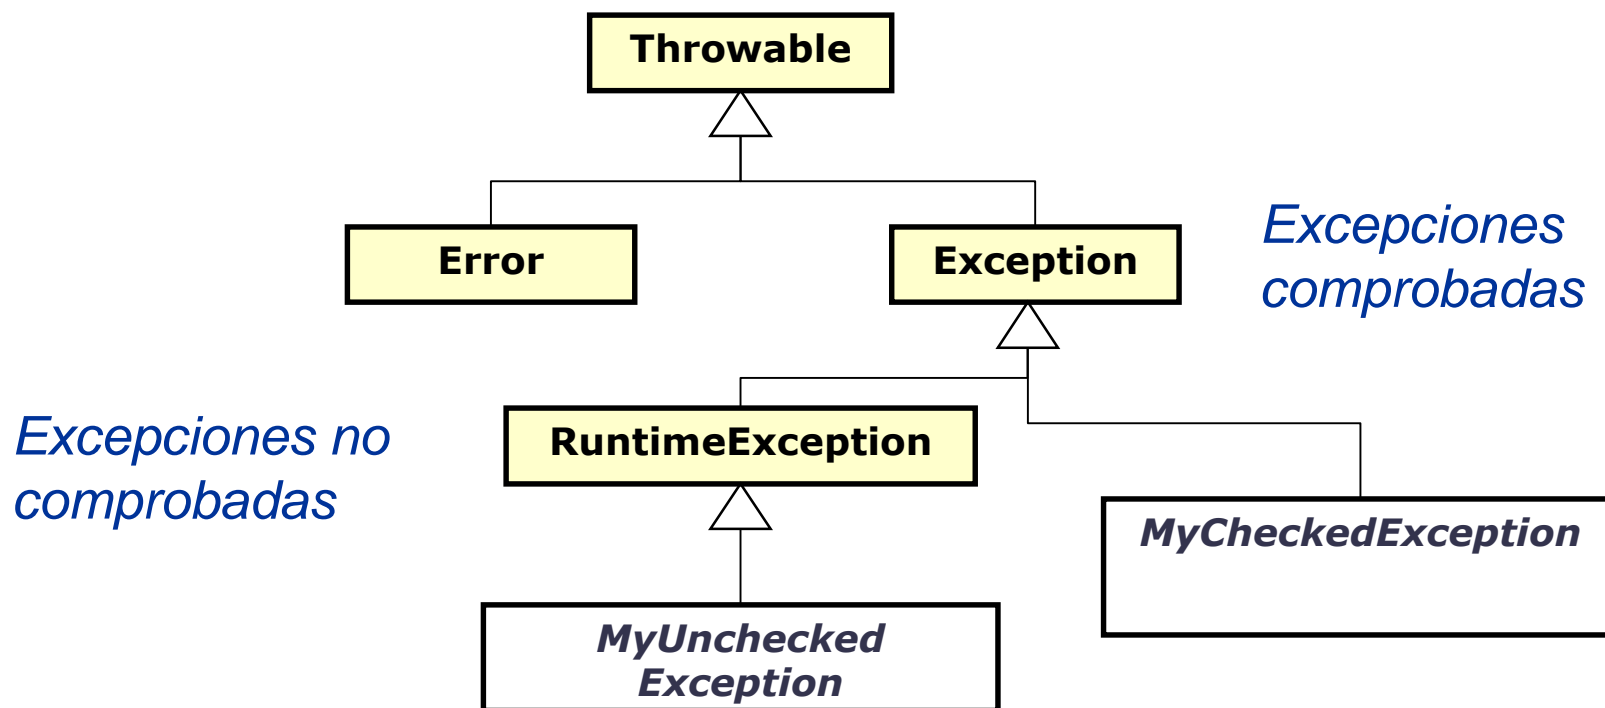 Throwable
Error
Exception
Excepciones
comprobadas
Excepciones no
comprobadas
RuntimeException
MyCheckedException
MyUnchecked
Exception